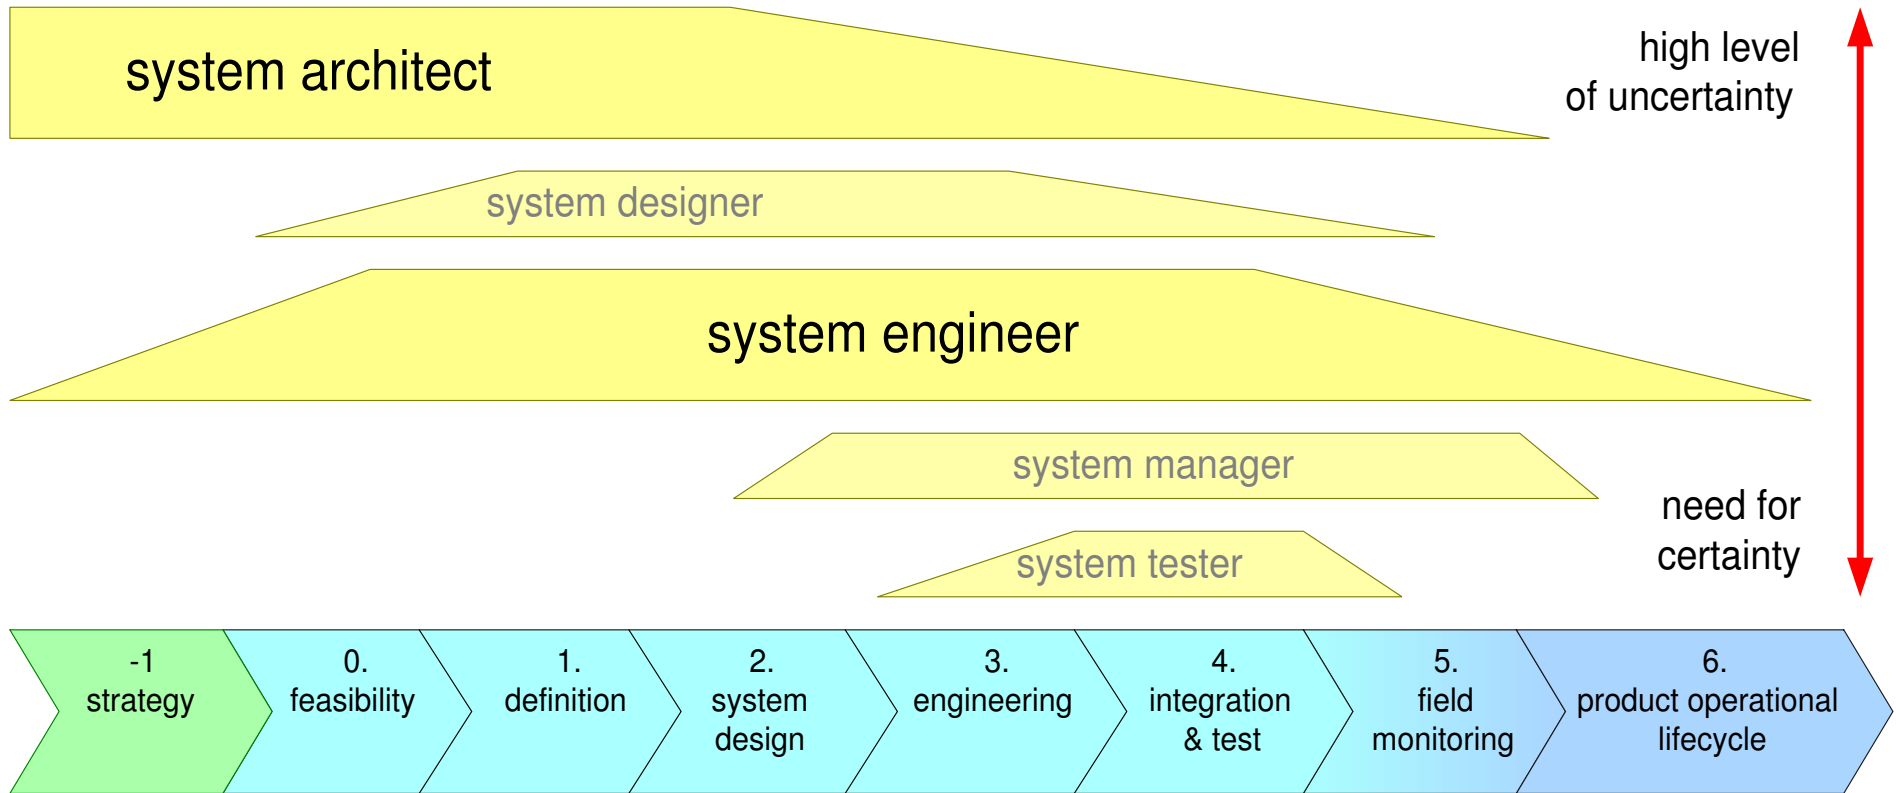 system architect
high level
of uncertainty
system designer
system engineer
system manager
need for
certainty
system tester
-1
strategy
0.
feasibility
1.
definition
2.
system
design
3.
engineering
4.
integration
& test
5.
field
monitoring
6.
product operational
lifecycle